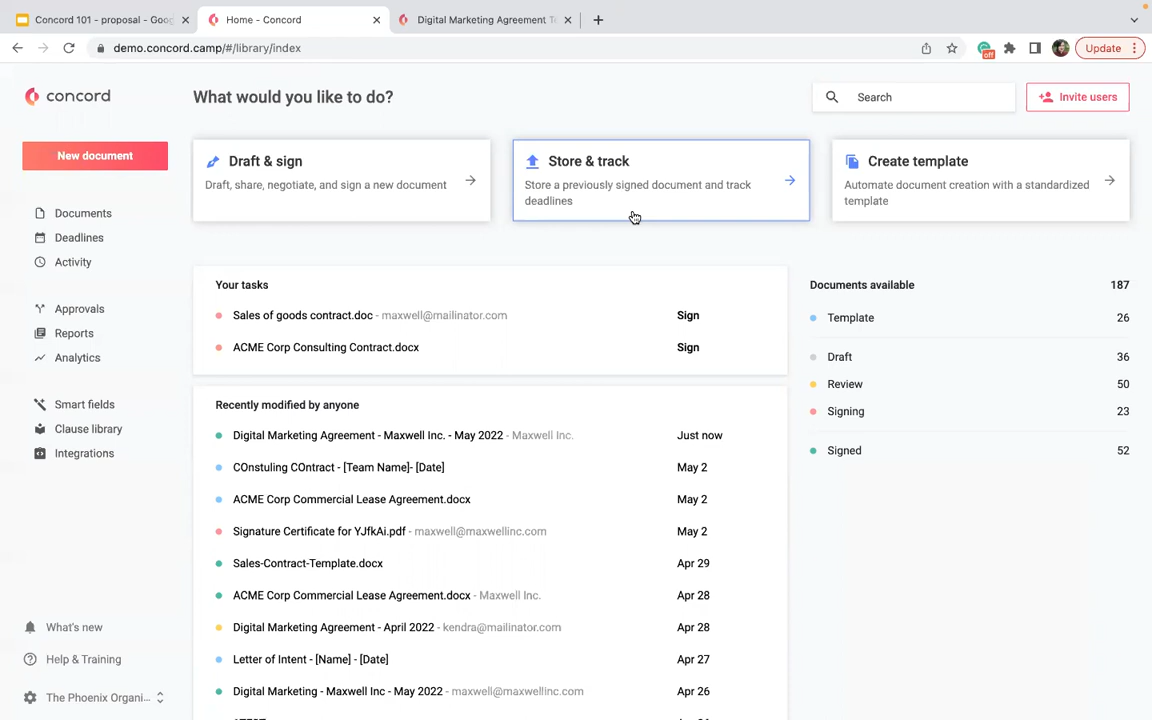 Concord 101 - proposal - Goog
Home - Concord
Digital Marketing Agreement T
demo.concord.camp/#/library/index
off
Update
concord
What would you like to do?
Search
Invite users
New document
Draft & sign
Draft, share, negotiate, and sign a new document
Store & track
Store a previously signed document and track
deadlines
Create template
Automate document creation with a standardized
template
Documents
Deadlines
Activity
Approvals
Reports
Analytics
Smart fields
Clause library
Integrations
Your tasks
Sales of goods contract.doc - maxwell@mailinator.com Sign
ACME Corp Consulting Contract.docx Sign
Recently modified by anyone
Digital Marketing Agreement - Maxwell Inc. - May 2022 - Maxwell Inc. Just now
COnstuling COntract - [Team Name]- [Date] May 2
ACME Corp Commercial Lease Agreement.docx May 2
Signature Certificate for YJfkAi.pdf - maxwell@maxwellinc.com May 2
Sales-Contract-Template.docx Apr 29
ACME Corp Commercial Lease Agreement.docx - Maxwell Inc. Apr 28
Digital Marketing Agreement - April 2022 - kendra@mailinator.com Apr 28
Letter of Intent - [Name] - [Date] Apr 27
Digital Marketing - Maxwell Inc - May 2022 - maxwell@maxwellinc.com Apr 26
Documents available 187
Template 26
Draft 36
Review 50
Signing 23
Signed 52
What's new
Help & Training
The Phoenix Organi...